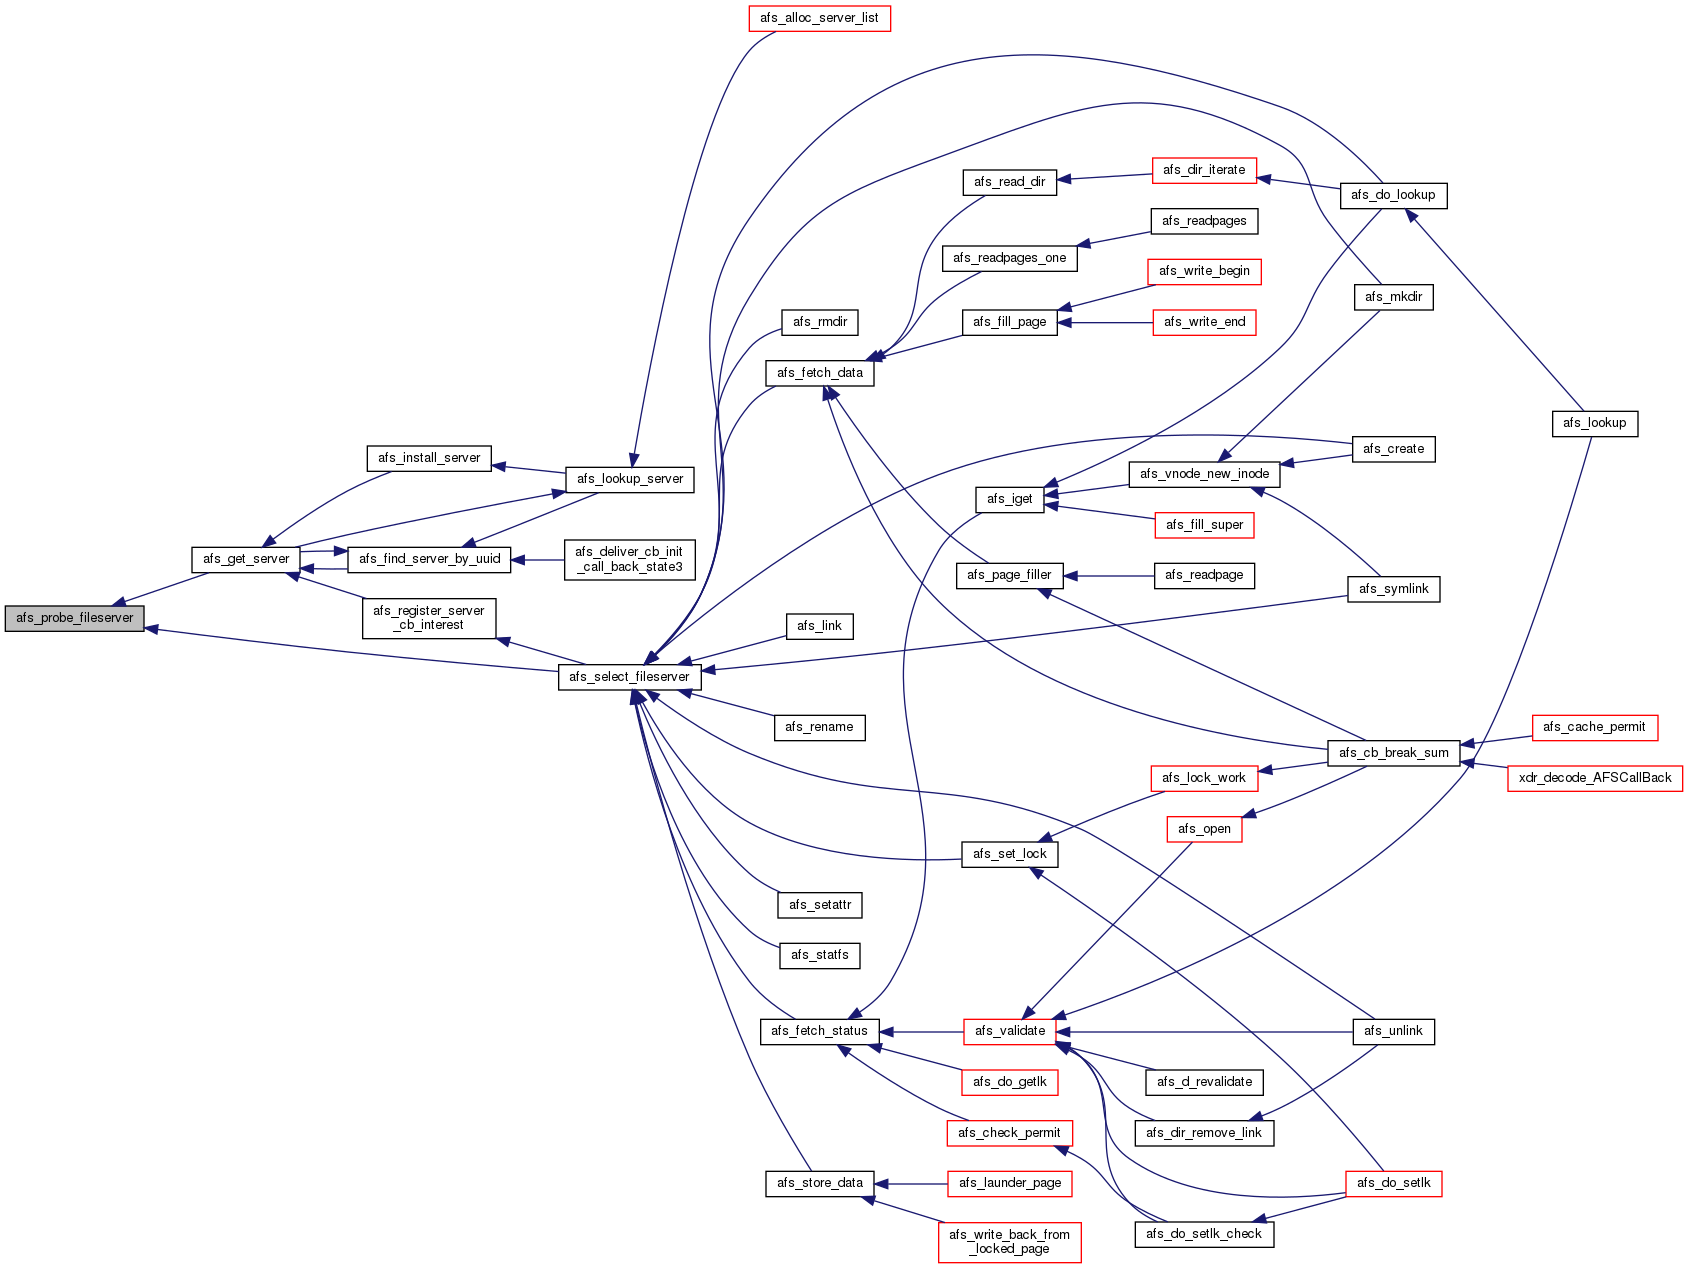 afs_alloc_server_list
afs_dir_iterate
afs_read_dir
afs_do_lookup
afs_readpages
afs_readpages_one
afs_write_begin
afs_mkdir
afs_rmdir
afs_fill_page
afs_write_end
afs_fetch_data
afs_lookup
afs_create
afs_install_server
afs_lookup_server
afs_vnode_new_inode
afs_iget
afs_fill_super
afs_get_server
afs_find_server_by_uuid
afs_deliver_cb_init
_call_back_state3
afs_page_filler
afs_readpage
afs_symlink
afs_probe_fileserver
afs_register_server
_cb_interest
afs_link
afs_select_fileserver
afs_rename
afs_cache_permit
afs_cb_break_sum
afs_lock_work
xdr_decode_AFSCallBack
afs_open
afs_set_lock
afs_setattr
afs_statfs
afs_fetch_status
afs_validate
afs_unlink
afs_do_getlk
afs_d_revalidate
afs_check_permit
afs_dir_remove_link
afs_store_data
afs_launder_page
afs_do_setlk
afs_write_back_from
_locked_page
afs_do_setlk_check